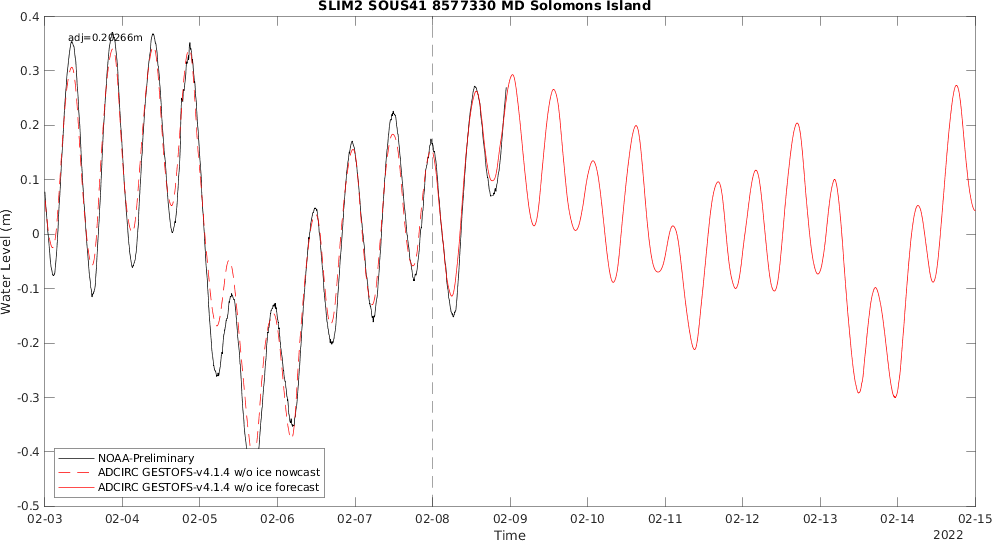 SLIM2 SOUS41 8577330 MD Solomons Island
adj=0.20266m
0.4
0.3
0.2
0.1
0
-0.1
-0.2
-0.3
-0.4
-0.5
Water Level (m)
NOAA-Preliminary
ADCIRC GESTOFS-v4.1.4 w/o ice nowcast
ADCIRC GESTOFS-v4.1.4 w/o ice forecast
02-03 02-04 02-05 02-06 02-07 02-08 02-09 02-10 02-11 02-12 02-13 02-14 02-15
Time
2022